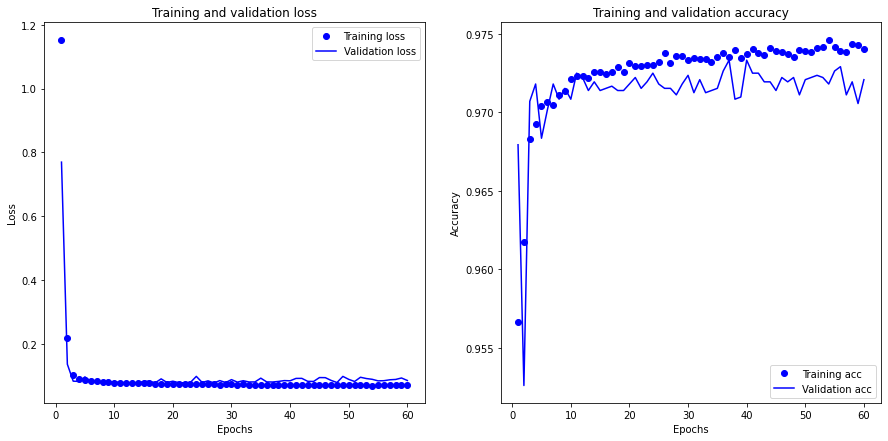 Training and validation loss
1.2
1.0
0.8
0.6
0.4
0.2
Loss
0 10 20 30 40 50 60
Epochs
Training loss
Validation loss
Training and validation accuracy
0.975
0.970
0.965
0.960
0.955
Accuracy
0 10 20 30 40 50 60
Epochs
Training acc
Validation acc